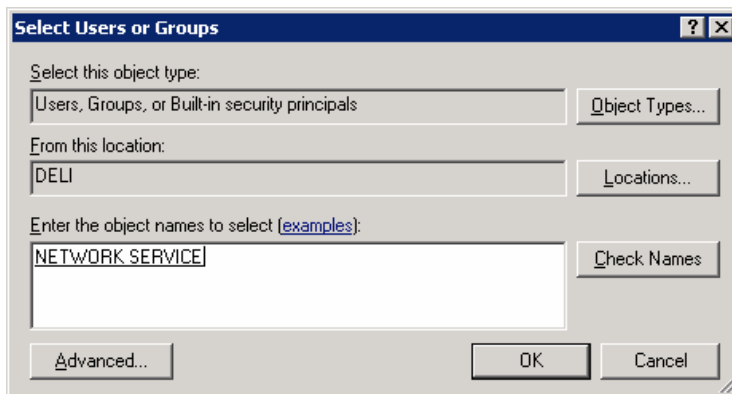 Select Users or Groups
Select this object type:
Users, Groups, or Built-in security principals
Object Types...
From this location:
DELI
Locations...
Enter the object names to select (examples):
NETWORK SERVICE
Check Names
Advanced...
OK
Cancel